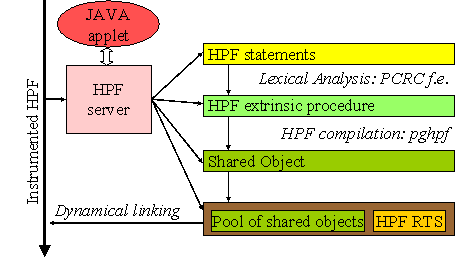 JAVA
applet
HPF
server
Instrumented HPF
HPF statements
Lexical Analysis: PCRC f.e.
HPF extrinsic procedure
HPF compilation: pghpf
Shared Object
Dynamical linking
Pool of shared objects
HPF RTS